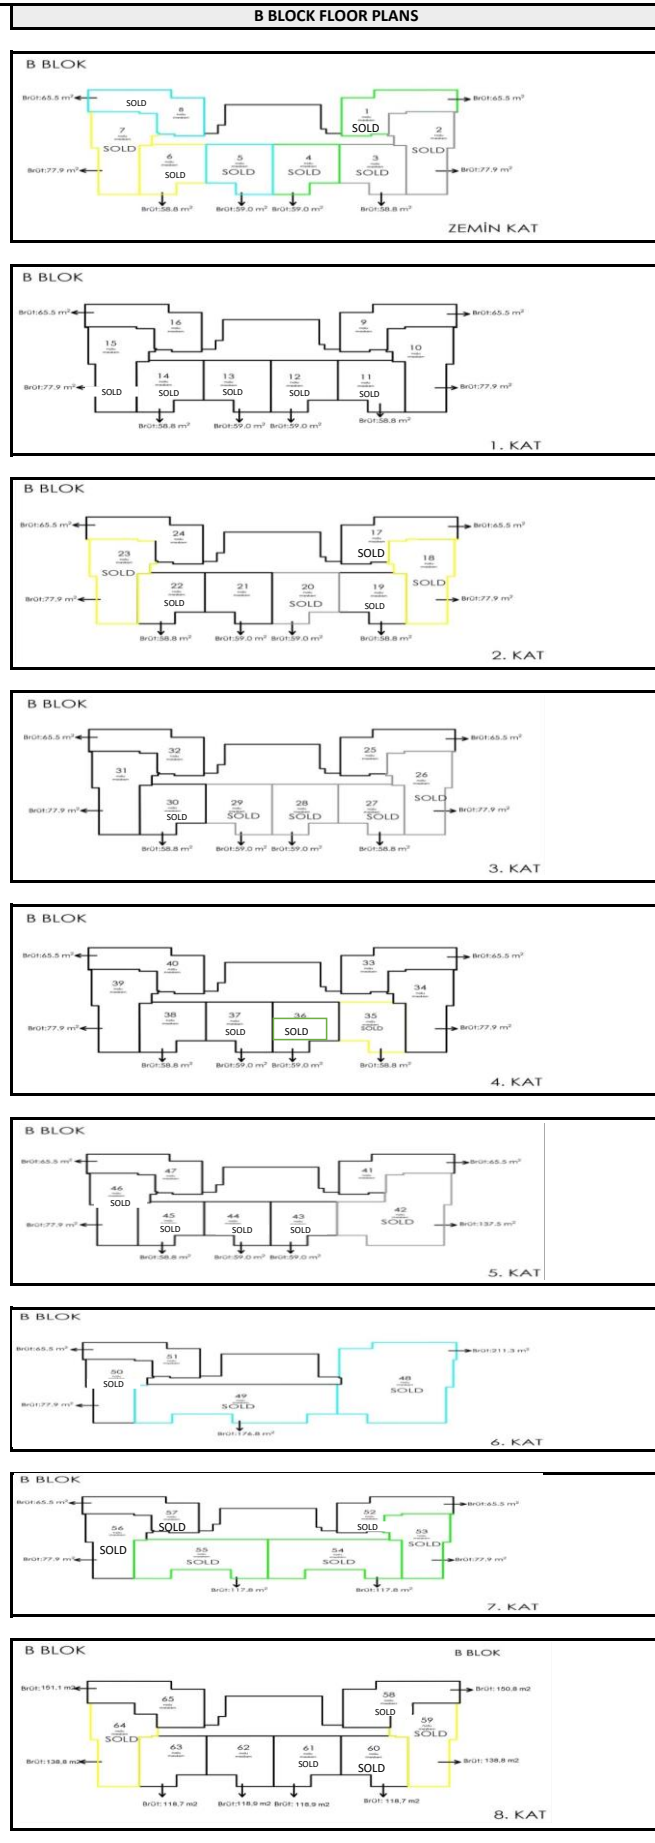 B BLOCK FLOOR PLANS
B BLOK
Brüt:65.5 m² SOLD 8 1 Brüt:65.5 m²
7 SOLD 2
SOLD 6 5 4 3 SOLD
Brüt:77.9 m² SOLD SOLD SOLD SOLD Brüt:77.9 m²
Brüt:58.8 m² Brüt:59.0 m² Brüt:59.0 m² Brüt:58.8 m²
ZEMİN KAT
B BLOK
Brüt:65.5 m² 16 9 Brüt:65.5 m²
15 10
14 13 12 11
Brüt:77.9 m² SOLD SOLD SOLD SOLD SOLD Brüt:77.9 m²
Brüt:58.8 m² Brüt:59.0 m² Brüt:59.0 m² Brüt:58.8 m²
1. KAT
B BLOK
Brüt:65.5 m² 24 17 Brüt:65.5 m²
23 SOLD 18
SOLD 22 21 20 19 SOLD
Brüt:77.9 m² SOLD SOLD SOLD Brüt:77.9 m²
Brüt:58.8 m² Brüt:59.0 m² Brüt:59.0 m² Brüt:58.8 m²
2. KAT
B BLOK
Brüt:65.5 m² 32 25 Brüt:65.5 m²
31 26
30 29 28 27 SOLD
Brüt:77.9 m² SOLD SOLD SOLD SOLD Brüt:77.9 m²
Brüt:58.8 m² Brüt:59.0 m² Brüt:59.0 m² Brüt:58.8 m²
3. KAT
B BLOK
Brüt:65.5 m² 40 33 Brüt:65.5 m²
39 34
38 37 36 35
Brüt:77.9 m² SOLD SOLD SOLD Brüt:77.9 m²
Brüt:58.8 m² Brüt:59.0 m² Brüt:59.0 m² Brüt:58.8 m²
4. KAT
B BLOK
Brüt:65.5 m² 47 41 Brüt:65.5 m²
46
SOLD 45 44 43 42
Brüt:77.9 m² SOLD SOLD SOLD SOLD Brüt:137.5 m²
Brüt:58.8 m² Brüt:59.0 m² Brüt:59.0 m²
5. KAT
B BLOK
Brüt:65.5 m² 51 Brüt:211.3 m²
50 48
SOLD 49 SOLD
Brüt:77.9 m² SOLD
Brüt:176.8 m²
6. KAT
B BLOK
Brüt:65.5 m² 57 52 Brüt:65.5 m²
56 SOLD SOLD 53
SOLD 55 54 SOLD
Brüt:77.9 m² SOLD SOLD Brüt:77.9 m²
Brüt:117.8 m² Brüt:117.8 m²
7. KAT
B BLOK B BLOK
Brüt: 151,1 m2 65 58 Brüt: 150,8 m2
64 SOLD 59
SOLD 63 62 61 60 SOLD
Brüt: 138,8 m2 SOLD SOLD Brüt: 138,8 m2
Brüt: 118,7 m2 Brüt: 118,9 m2 Brüt: 118,9 m2 Brüt: 118,7 m2
8. KAT